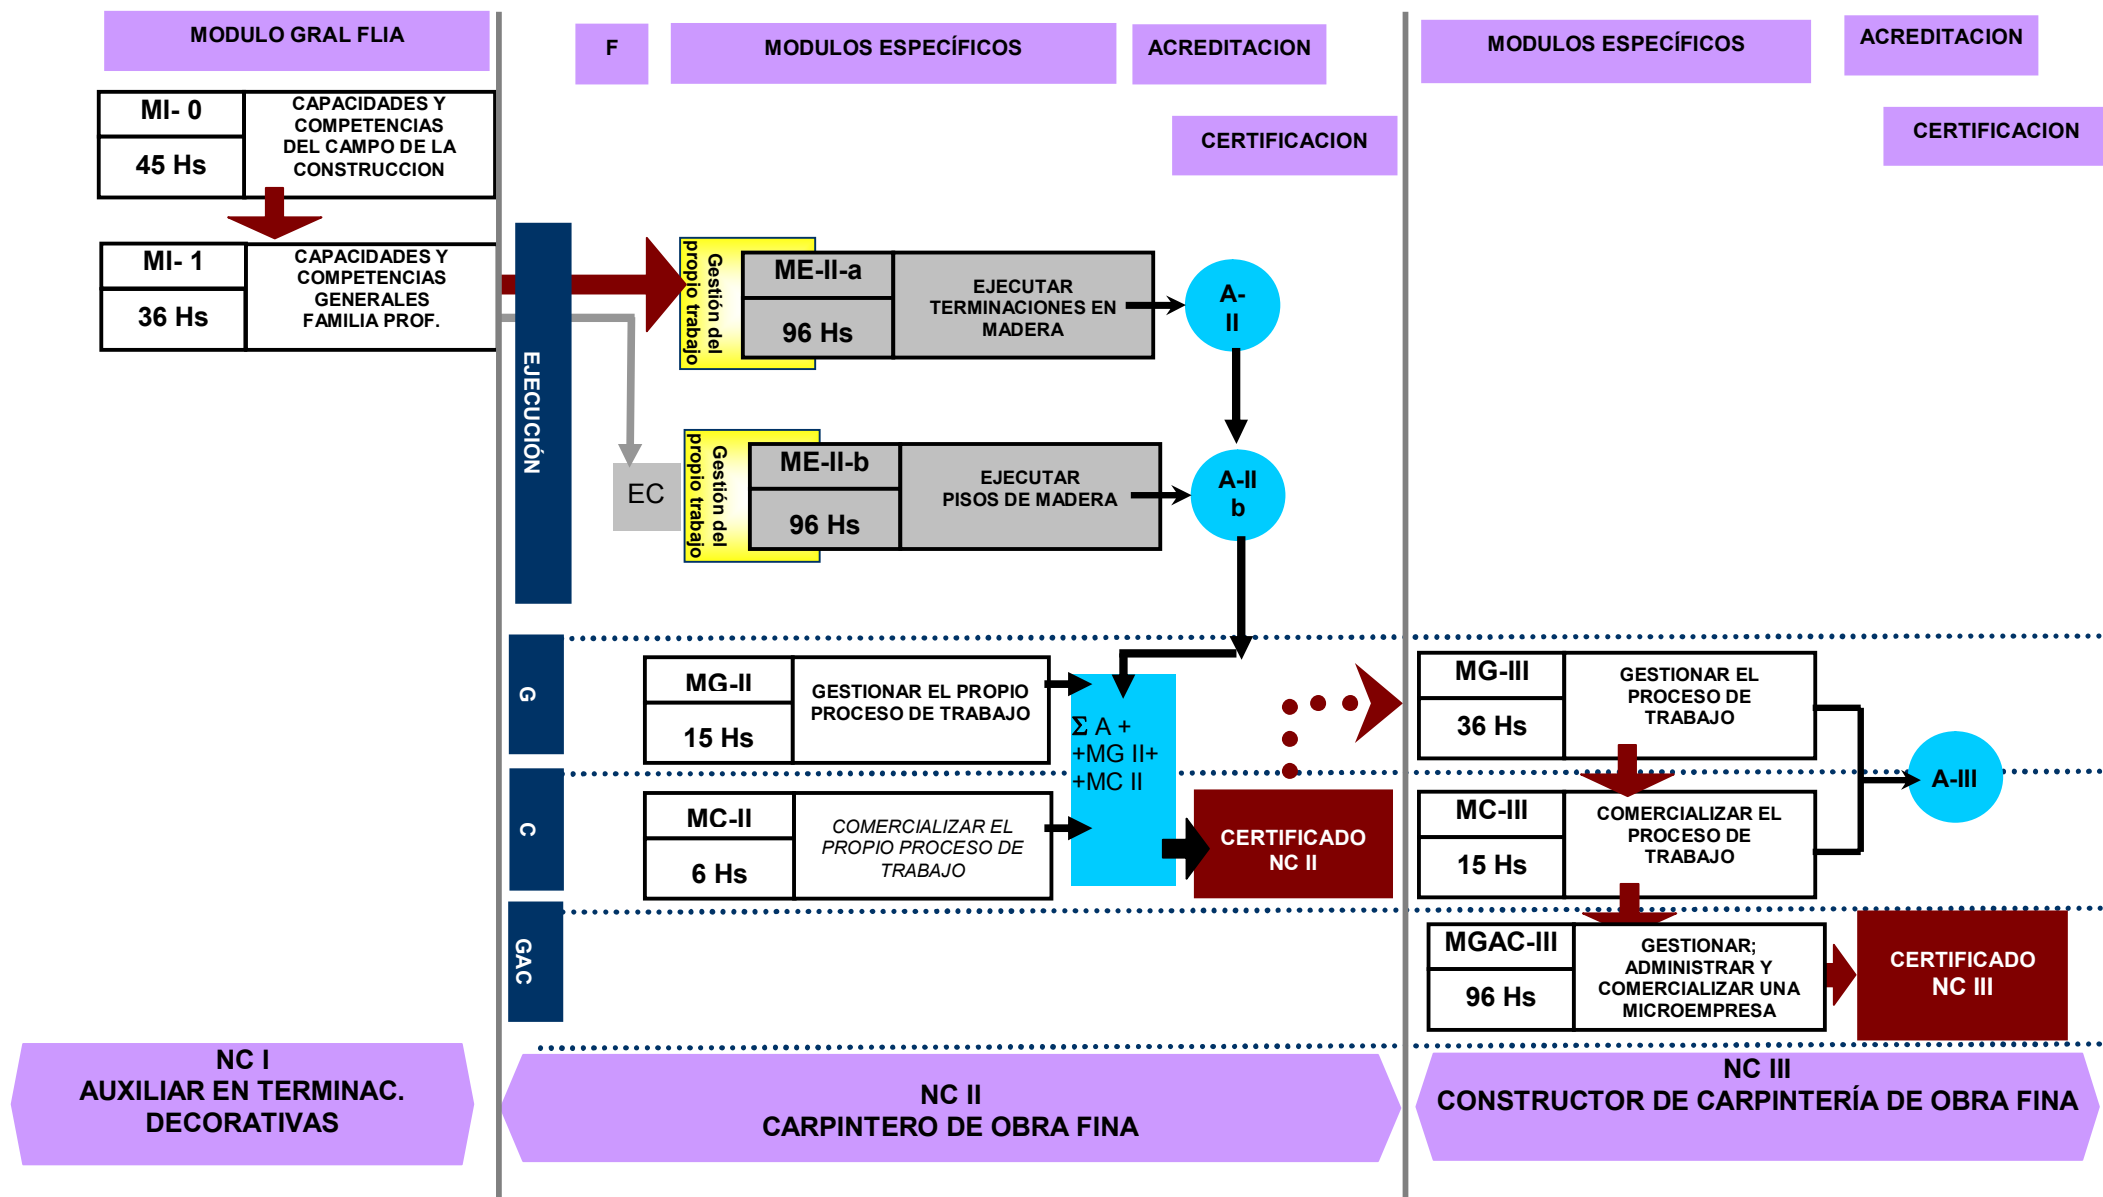 MODULO GRAL FLIA
F
MODULOS ESPECÍFICOS
ACREDITACION
MODULOS ESPECÍFICOS
ACREDITACION
CERTIFICACION
CERTIFICACION
MI- 0
45 Hs
CAPACIDADES Y
COMPETENCIAS
DEL CAMPO DE LA
CONSTRUCCION
MI- 1
36 Hs
CAPACIDADES Y
COMPETENCIAS
GENERALES
FAMILIA PROF.
EJECUCIÓN
Gestión del
propio trabajo
ME-II-a
96 Hs
EJECUTAR
TERMINACIONES EN
MADERA
A-
II
EC
Gestión del
propio trabajo
ME-II-b
96 Hs
EJECUTAR
PISOS DE MADERA
A-II
b
G
MG-II
15 Hs
GESTIONAR EL PROPIO
PROCESO DE TRABAJO
Σ A +
+MG II+
+MC II
C
MC-II
6 Hs
COMERCIALIZAR EL
PROPIO PROCESO DE
TRABAJO
CERTIFICADO
NC II
GAC
MG-III
36 Hs
GESTIONAR EL
PROCESO DE
TRABAJO
MC-III
15 Hs
COMERCIALIZAR EL
PROCESO DE
TRABAJO
A-III
MGAC-III
96 Hs
GESTIONAR;
ADMINISTRAR Y
COMERCIALIZAR UNA
MICROEMPRESA
CERTIFICADO
NC III
NC I
AUXILIAR EN TERMINAC.
DECORATIVAS
NC II
CARPINTERO DE OBRA FINA
NC III
CONSTRUCTOR DE CARPINTERÍA DE OBRA FINA